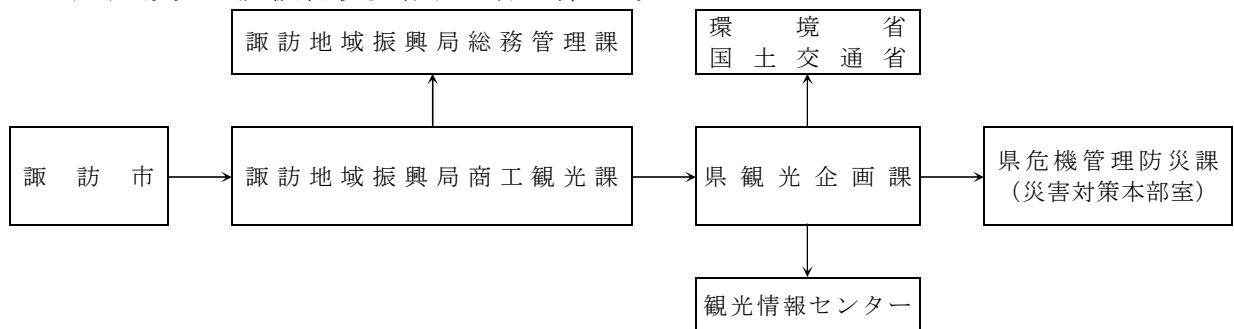 諏訪地域振興局総務管理課
環境省
国土交通省
諏訪市
諏訪地域振興局商工観光課
県観光企画課
県危機管理防災課
(災害対策本部室)
観光情報センター